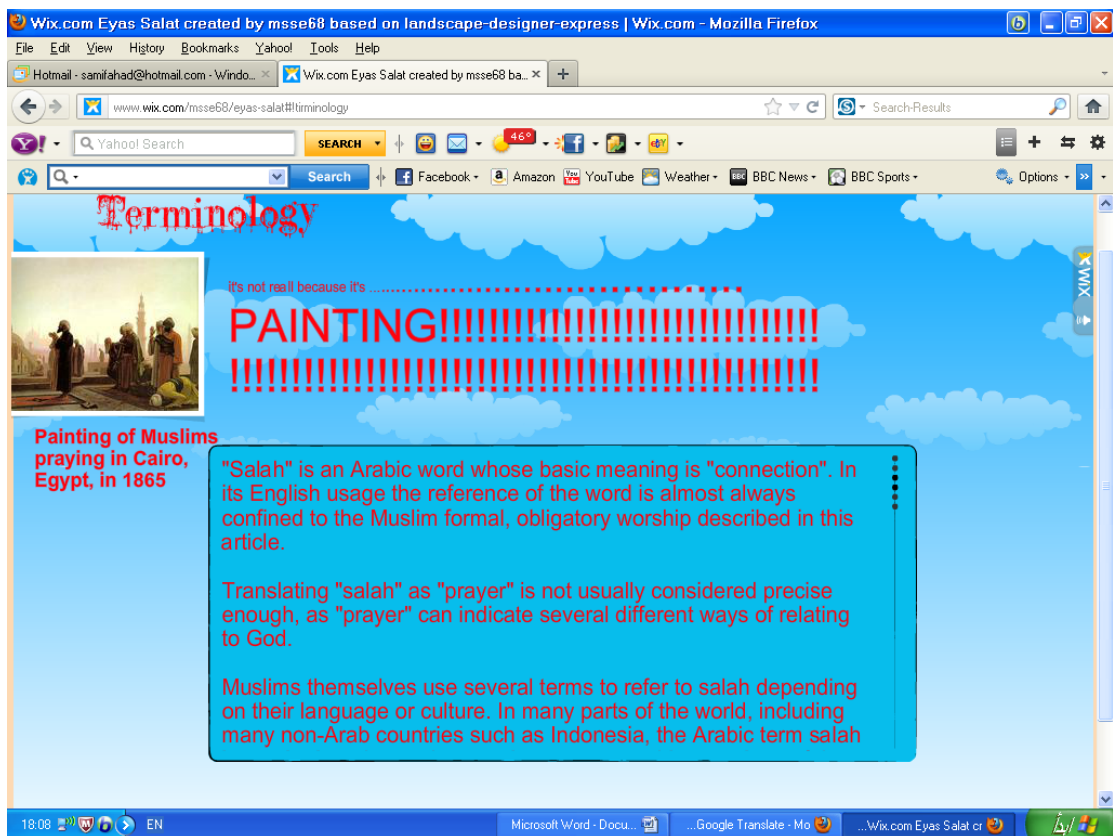 Wix.com Eyas Salat created by msse68 based on landscape-designer-express | Wix.com - Mozilla Firefox
File Edit View History Bookmarks Yahoo! Tools Help
Hotmail - samifahad@hotmail.com - Windo... Wix.com Eyas Salat created by msse68 ba...
www.wix.com/msse68/eyas-salat#!tirminology Search-Results
Yahoo! Search SEARCH 46° eBY
Search Facebook Amazon YouTube Weather BBC News BBC Sports Options
Terminology
WIX
it's not reall because it's
PAINTING!!!!!!!!!!!!!!!!!!!!!!!!!!!!!!
!!!!!!!!!!!!!!!!!!!!!!!!!!!!!!!!!!!!!!!!!!!!!!!
Painting of Muslims
praying in Cairo,
Egypt, in 1865
"Salah" is an Arabic word whose basic meaning is "connection". In
its English usage the reference of the word is almost always
confined to the Muslim formal, obligatory worship described in this
article.
Translating "salah" as "prayer" is not usually considered precise
enough, as "prayer" can indicate several different ways of relating
to God.
Muslims themselves use several terms to refer to salah depending
on their language or culture. In many parts of the world, including
many non-Arab countries such as Indonesia, the Arabic term salah
18:08 EN Microsoft Word - Docu... ...Google Translate - Mo ...Wix.com Eyas Salat cr ابدأ